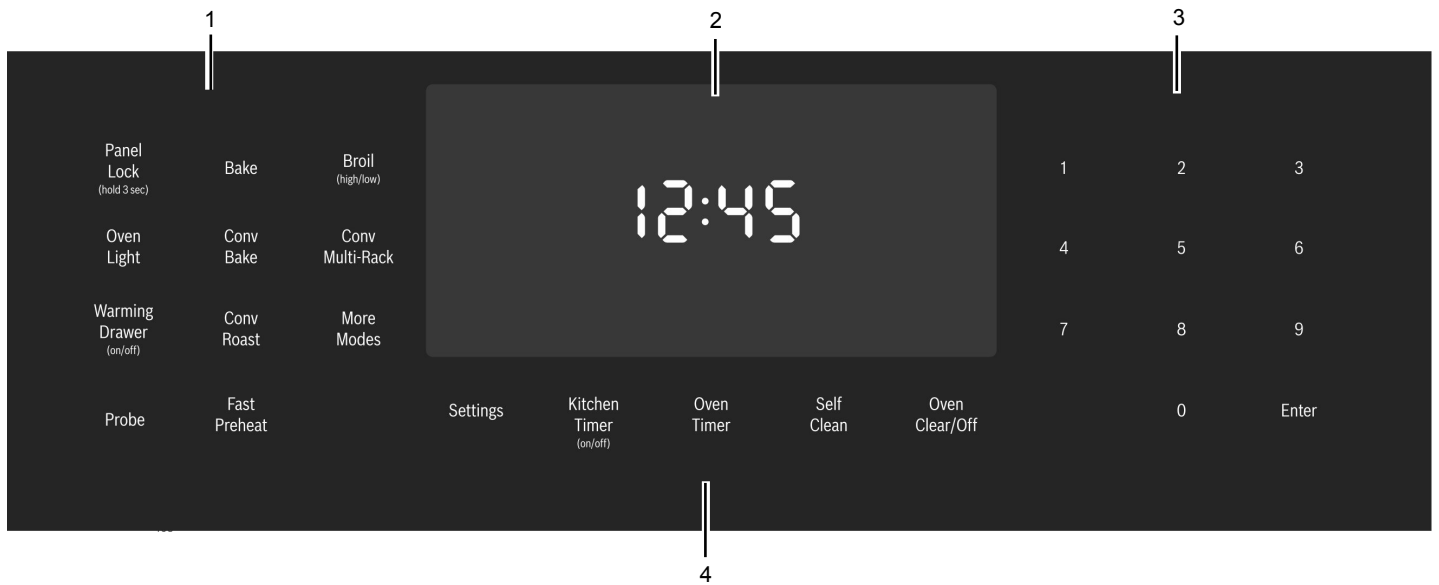 1
2
3
Panel
Lock
(hold 3 sec)
Bake
Broil
(high/low)
Oven
Light
Conv
Bake
Conv
Multi-Rack
Warming
Drawer
(on/off)
Conv
Roast
More
Modes
Probe
Fast
Preheat
12:45
Settings
Kitchen
Timer
(on/off)
Oven
Timer
Self
Clean
Oven
Clear/Off
1 2 3
4 5 6
7 8 9
0 Enter
4